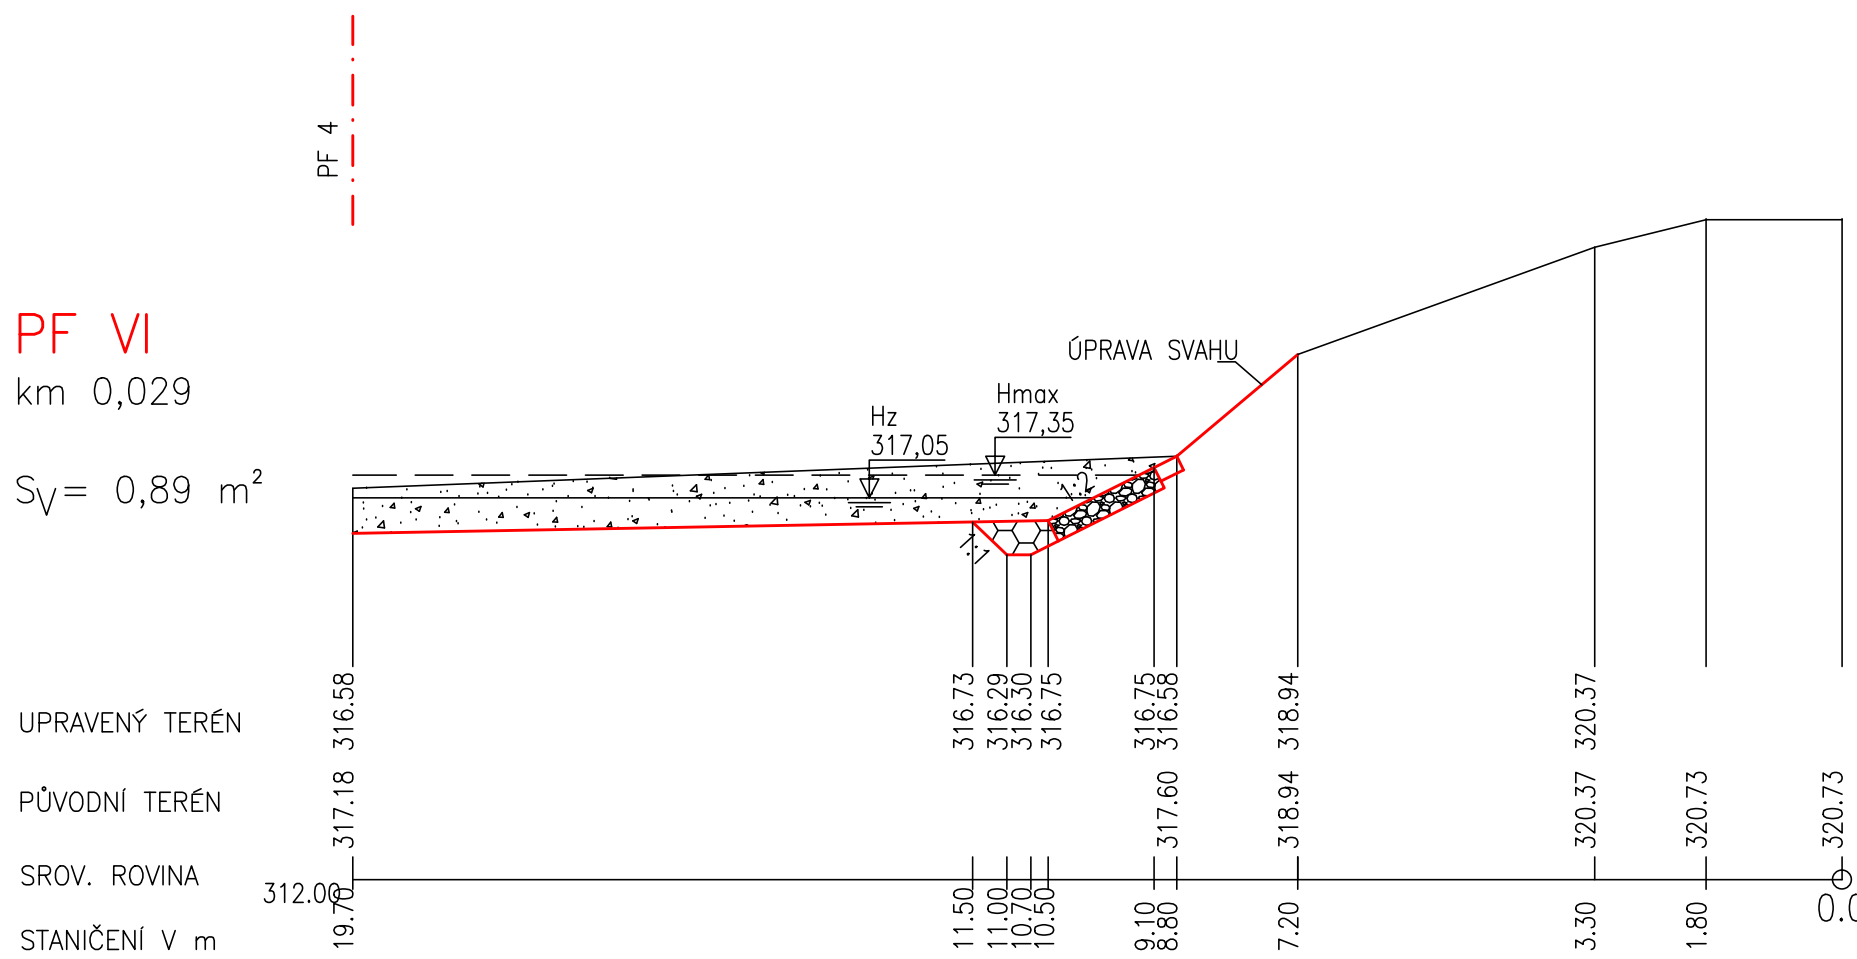 PF 4
PF VI
km 0,029
SV= 0,89 m²
ÚPRAVA SVAHU
Hmax
317,35
Hz
317,05
1:2
1:1
UPRAVENÝ TERÉN 316.58 316.73 316.29 316.30 316.75 316.75 316.58 318.94 320.37
PŮVODNÍ TERÉN 317.18 317.60 318.94 320.37 320.73 320.73
SROV. ROVINA 312.00
STANIČENÍ V m 19.70 11.50 11.00 10.70 10.50 9.10 8.80 7.20 3.30 1.80